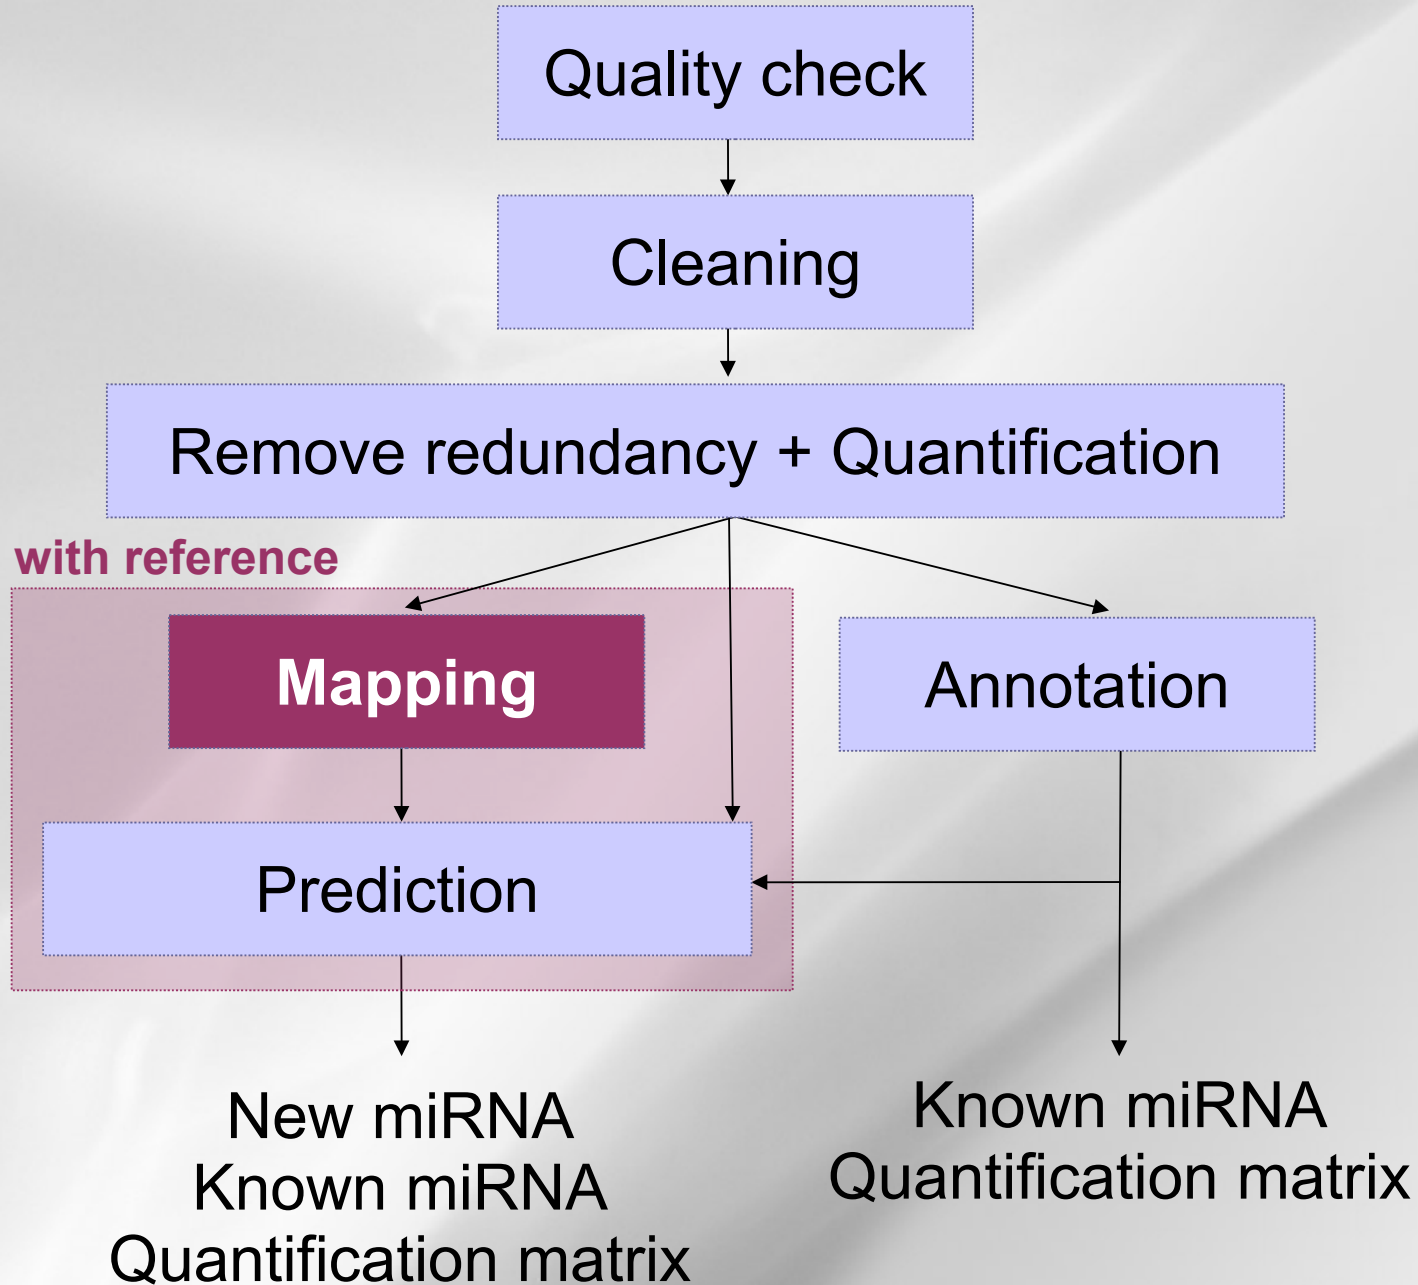 Quality check
Cleaning
Remove redundancy + Quantification
with reference
Mapping
Annotation
Prediction
New miRNA
Known miRNA
Quantification matrix
Known miRNA
Quantification matrix